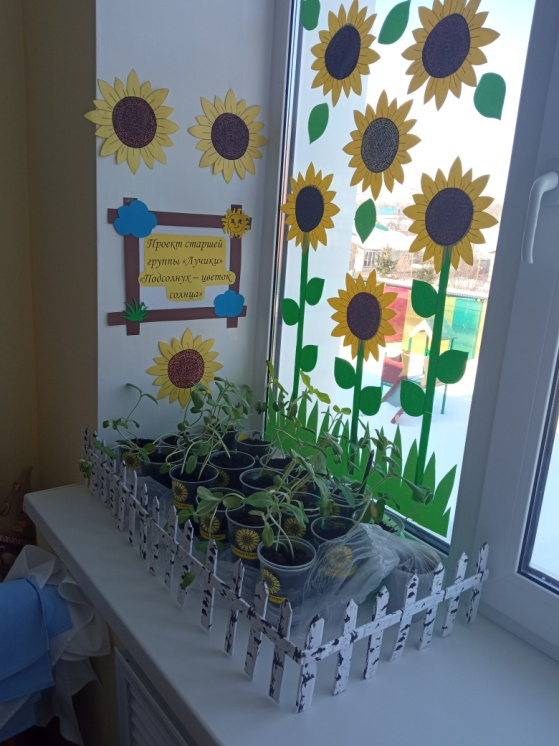 Проект старшей
группы «Лучики»
«Подсолнух – цветок
солнца»